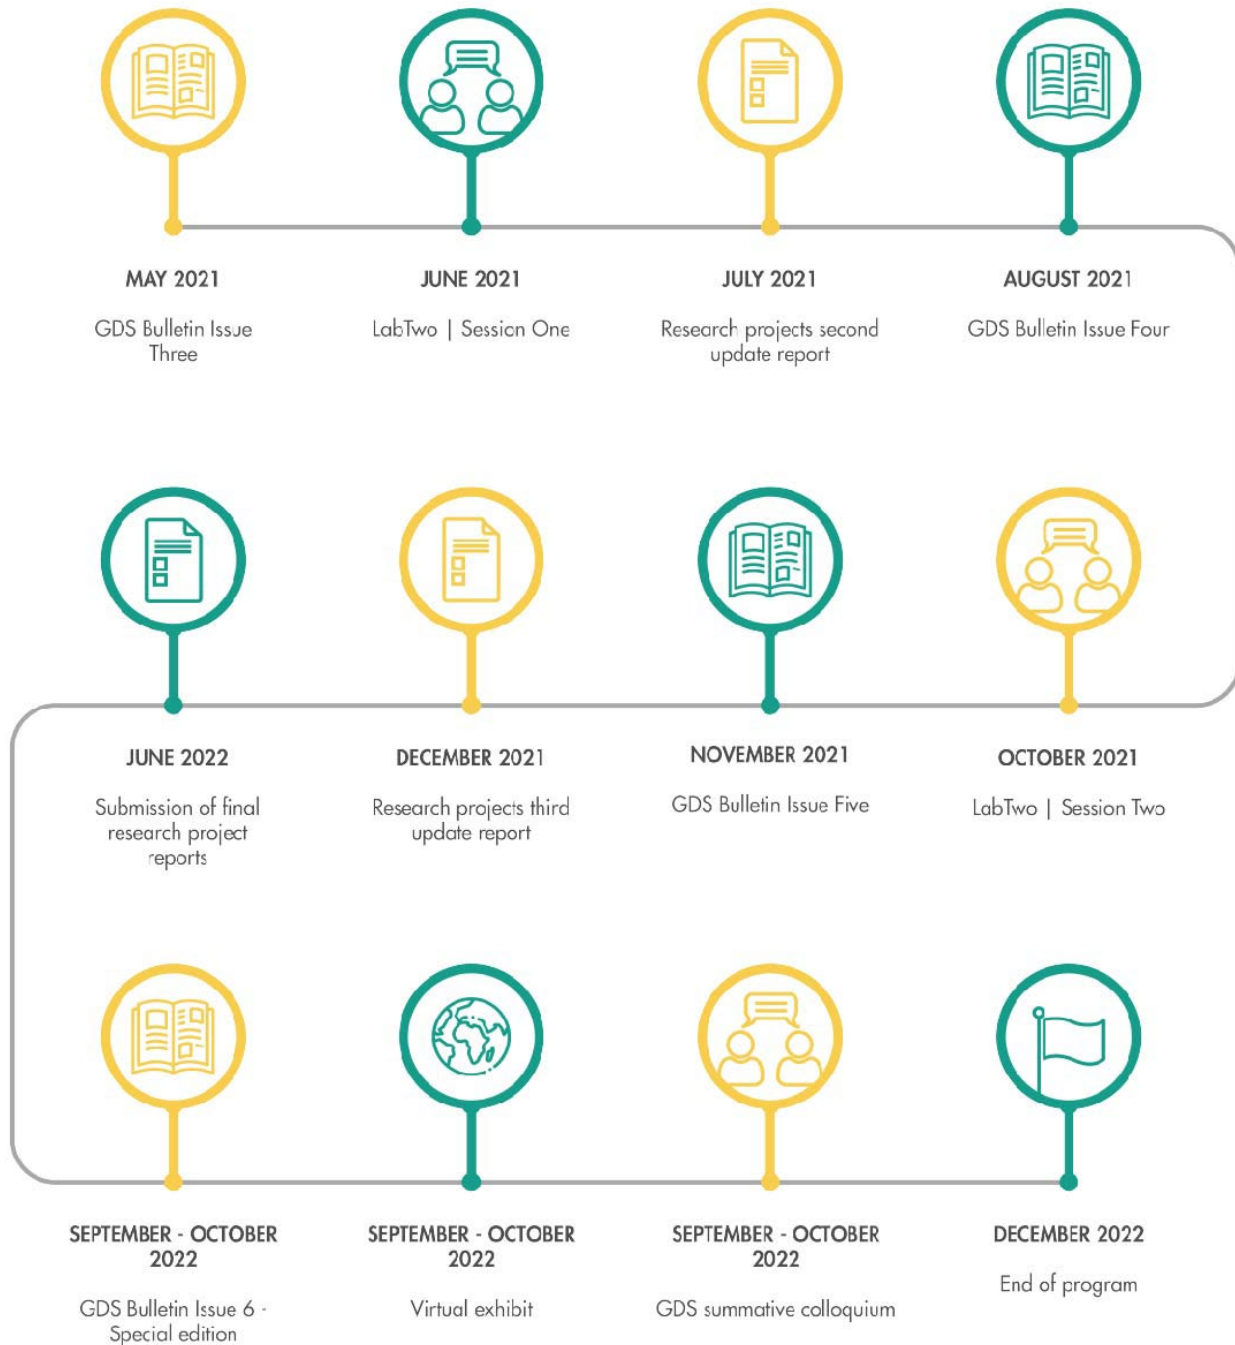 MAY 2021
GDS Bulletin Issue
Three
JUNE 2021
LabTwo | Session One
JULY 2021
Research projects second
update report
AUGUST 2021
GDS Bulletin Issue Four
JUNE 2022
Submission of final
research project
reports
DECEMBER 2021
Research projects third
update report
NOVEMBER 2021
GDS Bulletin Issue Five
OCTOBER 2021
LabTwo | Session Two
SEPTEMBER - OCTOBER
2022
GDS Bulletin Issue 6 -
Special edition
SEPTEMBER - OCTOBER
2022
Virtual exhibit
SEPTEMBER - OCTOBER
2022
GDS summative colloquium
DECEMBER 2022
End of program